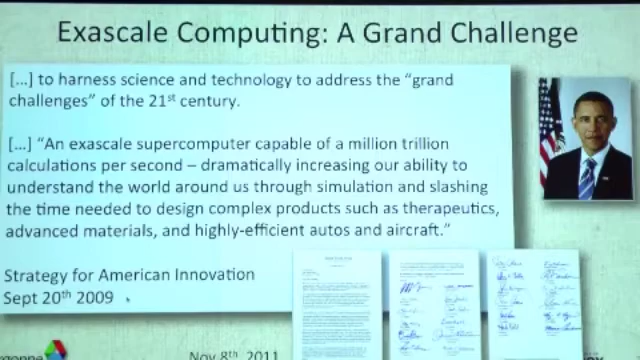 Exascale Computing: A Grand Challenge
[…] to harness science and technology to address the "grand
challenges" of the 21st century.
[…] "An exascale supercomputer capable of a million trillion
calculations per second – dramatically increasing our ability to
understand the world around us through simulation and slashing
the time needed to design complex products such as therapeutics,
advanced materials, and highly-efficient autos and aircraft."
Strategy for American Innovation
Sept 20th 2009
Nov 8th, 2011